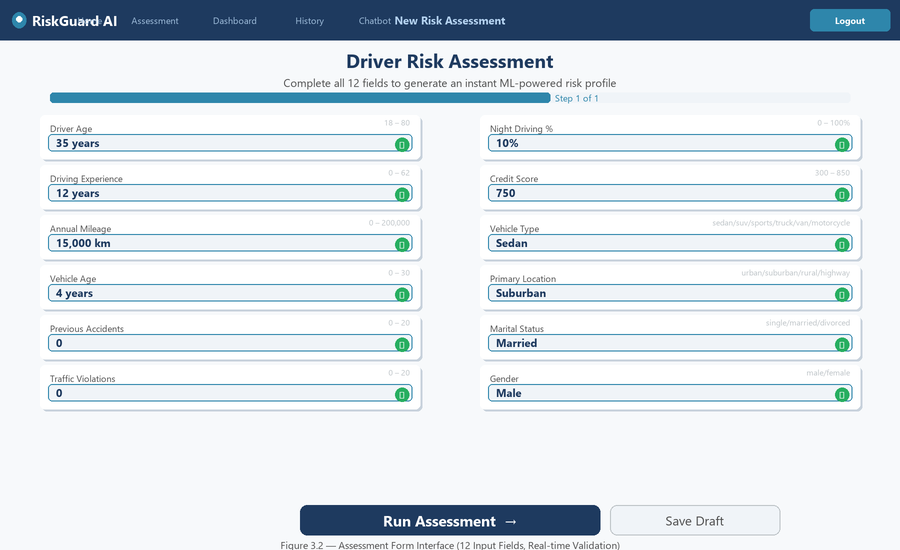 RiskGuard AI
Home Assessment Dashboard History Chatbot New Risk Assessment Logout
Driver Risk Assessment
Complete all 12 fields to generate an instant ML-powered risk profile
Step 1 of 1
Driver Age 18 – 80
35 years
Driving Experience 0 – 62
12 years
Annual Mileage 0 – 200,000
15,000 km
Vehicle Age 0 – 30
4 years
Previous Accidents 0 – 20
0
Traffic Violations 0 – 20
0
Night Driving % 0 – 100%
10%
Credit Score 300 – 850
750
Vehicle Type sedan/suv/sports/truck/van/motorcycle
Sedan
Primary Location urban/suburban/rural/highway
Suburban
Marital Status single/married/divorced
Married
Gender male/female
Male
Run Assessment →
Save Draft
Figure 3.2 — Assessment Form Interface (12 Input Fields, Real-time Validation)